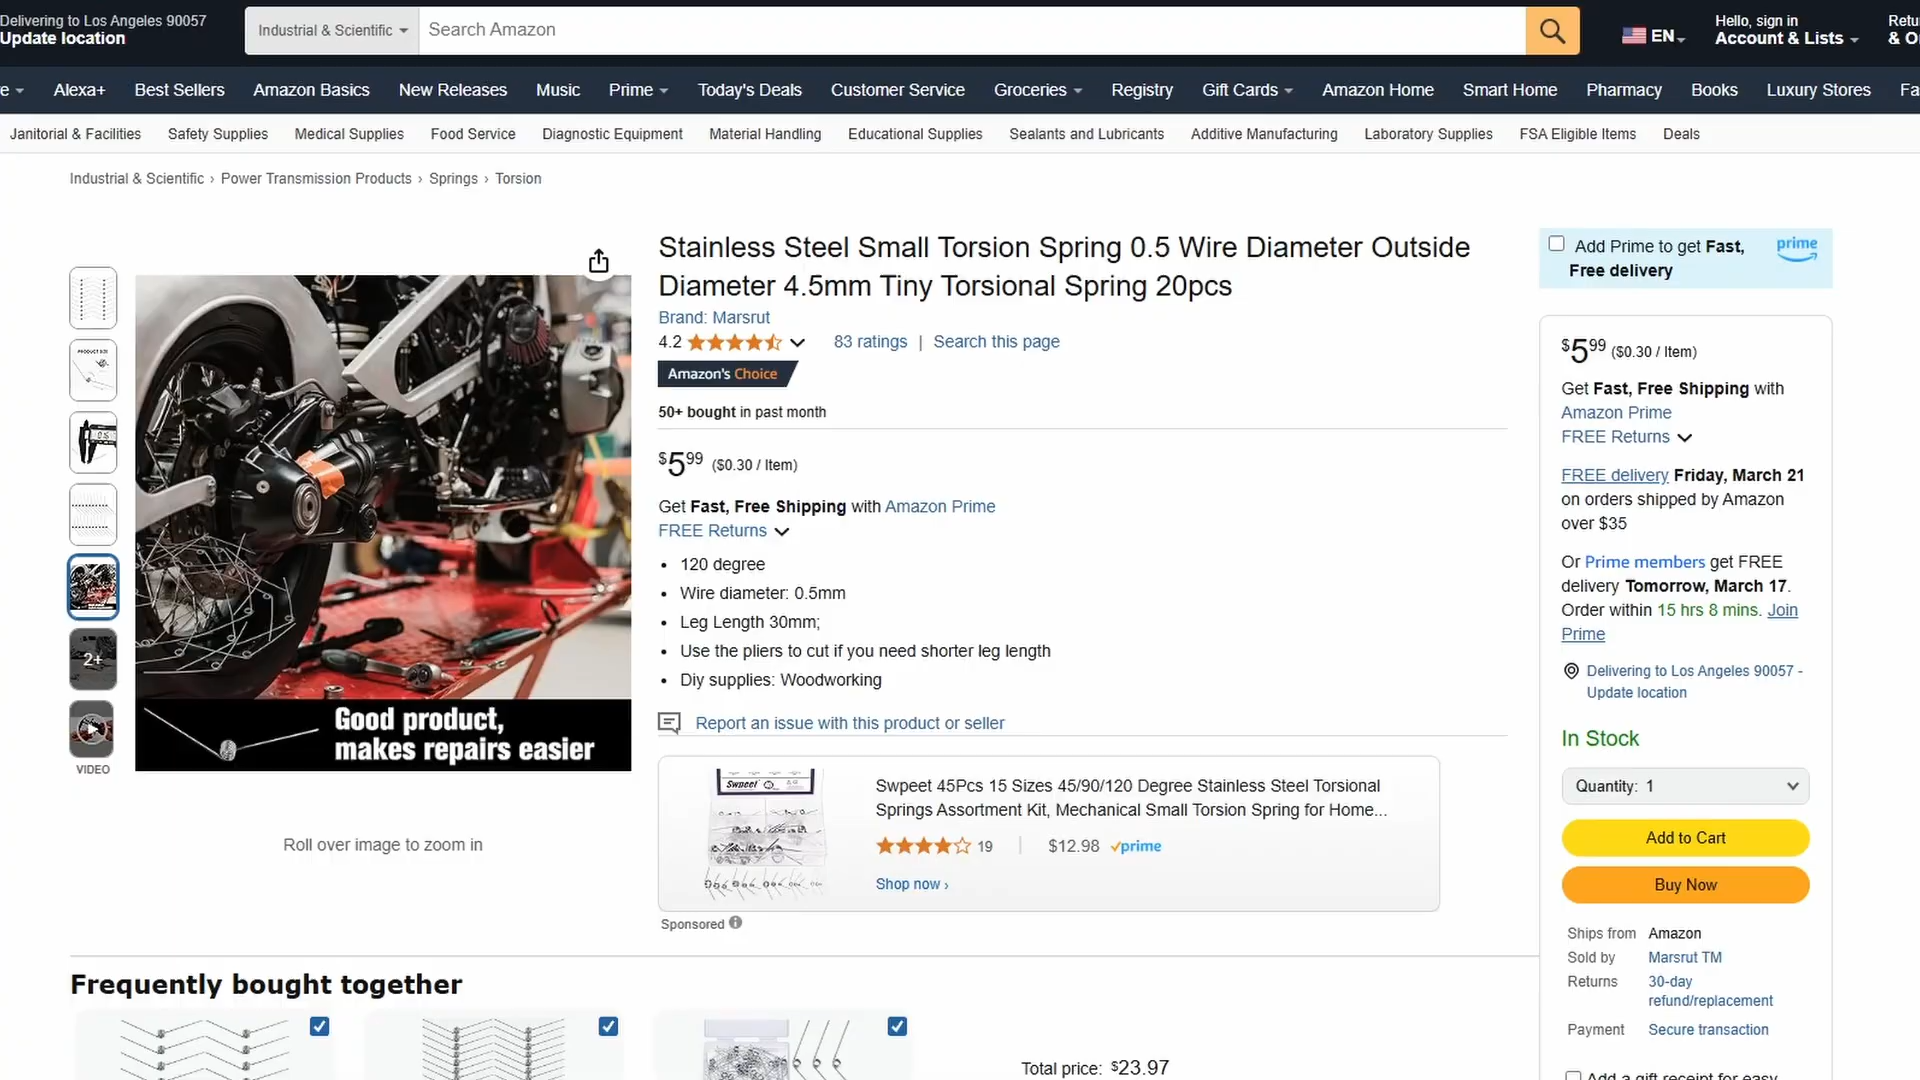 Delivering to Los Angeles 90057
Update location
Industrial & Scientific
Search Amazon
EN
Hello, sign in
Account & Lists
Retu
& O
e
Alexa+
Best Sellers
Amazon Basics
New Releases
Music
Prime
Today's Deals
Customer Service
Groceries
Registry
Gift Cards
Amazon Home
Smart Home
Pharmacy
Books
Luxury Stores
Fa
Janitorial & Facilities
Safety Supplies
Medical Supplies
Food Service
Diagnostic Equipment
Material Handling
Educational Supplies
Sealants and Lubricants
Additive Manufacturing
Laboratory Supplies
FSA Eligible Items
Deals
Industrial & Scientific › Power Transmission Products › Springs › Torsion
PRODUCT SIZE
2+
VIDEO
Good product,
makes repairs easier
Roll over image to zoom in
Stainless Steel Small Torsion Spring 0.5 Wire Diameter Outside
Diameter 4.5mm Tiny Torsional Spring 20pcs
Brand: Marsrut
4.2
83 ratings | Search this page
Amazon's Choice
50+ bought in past month
$5.99 ($0.30 / Item)
Get Fast, Free Shipping with Amazon Prime
FREE Returns
• 120 degree
• Wire diameter: 0.5mm
• Leg Length 30mm;
• Use the pliers to cut if you need shorter leg length
• Diy supplies: Woodworking
Report an issue with this product or seller
Swpeet
Swpeet 45Pcs 15 Sizes 45/90/120 Degree Stainless Steel Torsional
Springs Assortment Kit, Mechanical Small Torsion Spring for Home...
19 | $12.98 prime
Shop now ›
Sponsored
Add Prime to get Fast,
Free delivery
prime
$5.99 ($0.30 / Item)
Get Fast, Free Shipping with
Amazon Prime
FREE Returns
FREE delivery Friday, March 21
on orders shipped by Amazon
over $35
Or Prime members get FREE
delivery Tomorrow, March 17.
Order within 15 hrs 8 mins. Join
Prime
Delivering to Los Angeles 90057 -
Update location
In Stock
Quantity: 1
Add to Cart
Buy Now
Ships from Amazon
Sold by Marsrut TM
Returns 30-day
refund/replacement
Payment Secure transaction
Add a gift receipt for easy
Frequently bought together
Total price: $23.97